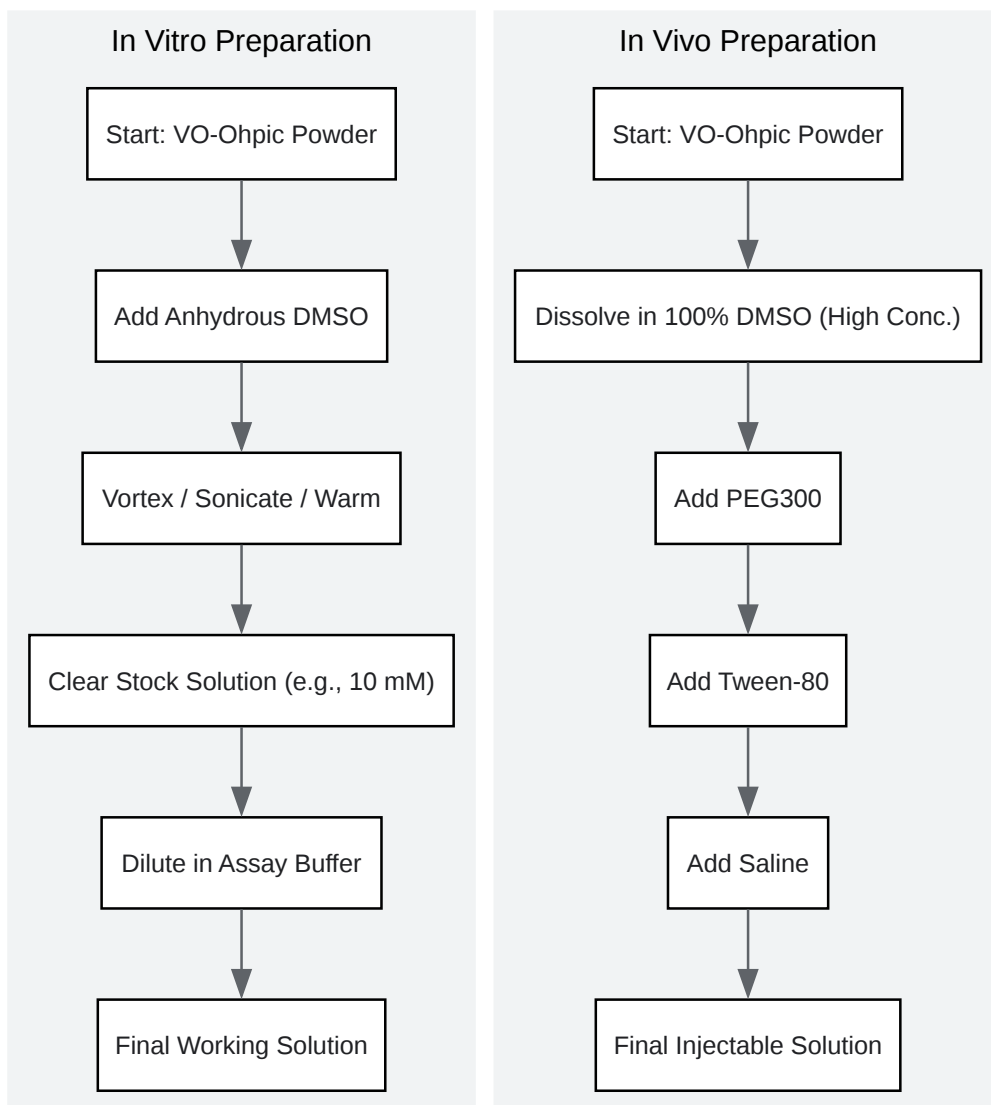 In Vitro Preparation
Start: VO-Ohpic Powder
Add Anhydrous DMSO
Vortex / Sonicate / Warm
Clear Stock Solution (e.g., 10 mM)
Dilute in Assay Buffer
Final Working Solution
In Vivo Preparation
Start: VO-Ohpic Powder
Dissolve in 100% DMSO (High Conc.)
Add PEG300
Add Tween-80
Add Saline
Final Injectable Solution